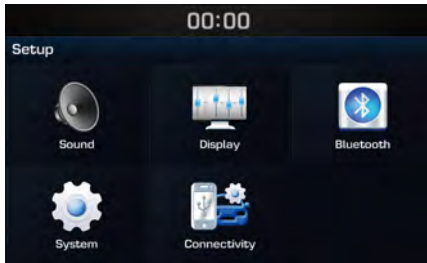 00:00
Setup
Sound
Display
Bluetooth
System
Connectivity